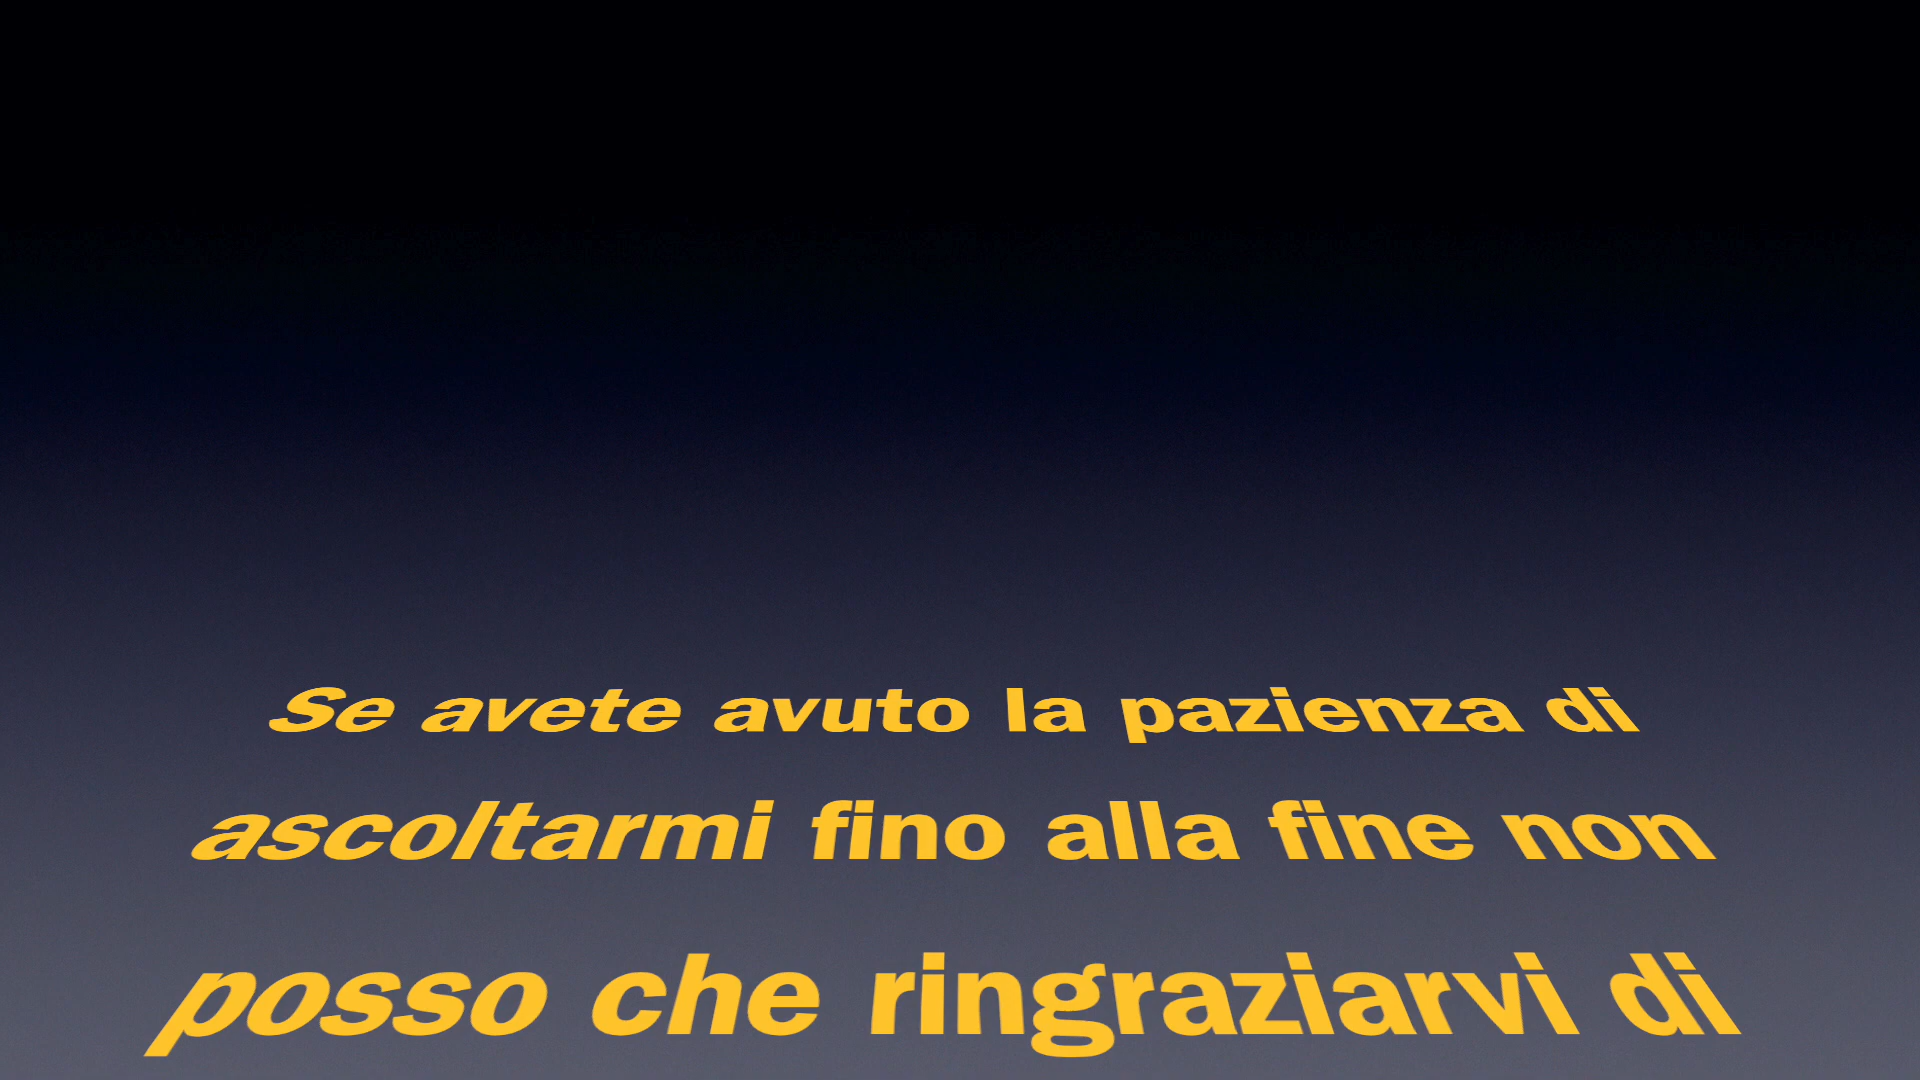 Se avete avuto la pazienza di
ascoltarmi fino alla fine non
posso che ringraziarvi di